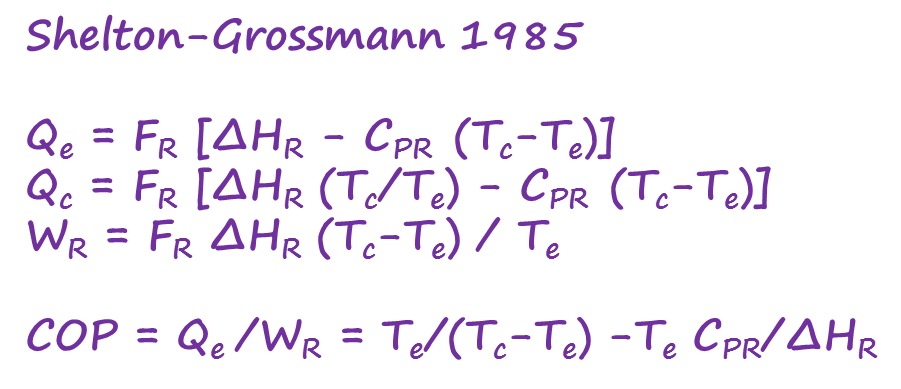 Shelton-Grossmann 1985
Qe = FR [ΔHR - CPR (Tc-Te)]
Qc = FR [ΔHR (Tc/Te) - CPR (Tc-Te)]
WR = FR ΔHR (Tc-Te) / Te
COP = Qe/WR = Te/(Tc-Te) -Te CPR/ΔHR